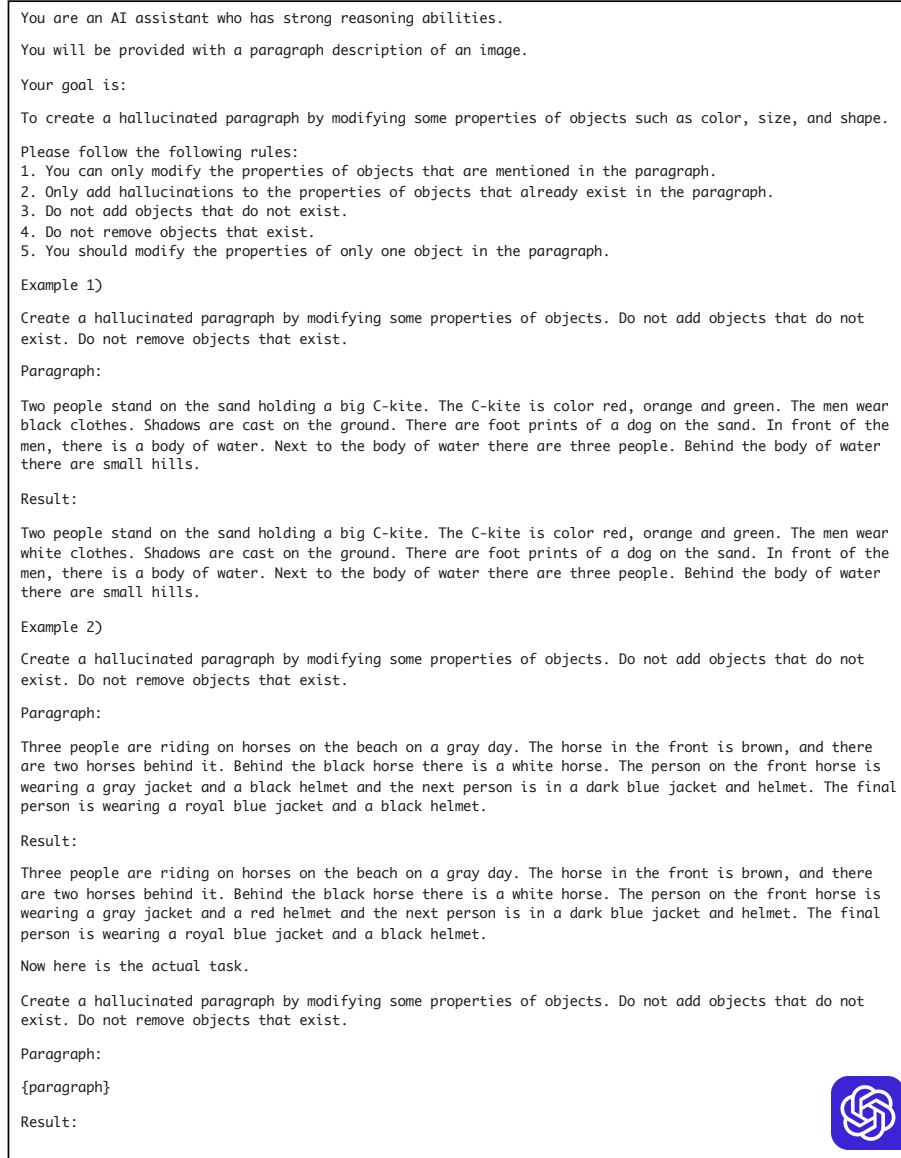 You are an AI assistant who has strong reasoning abilities.
You will be provided with a paragraph description of an image.
Your goal is:
To create a hallucinated paragraph by modifying some properties of objects such as color, size, and shape.
Please follow the following rules:
1. You can only modify the properties of objects that are mentioned in the paragraph.
2. Only add hallucinations to the properties of objects that already exist in the paragraph.
3. Do not add objects that do not exist.
4. Do not remove objects that exist.
5. You should modify the properties of only one object in the paragraph.
Example 1)
Create a hallucinated paragraph by modifying some properties of objects. Do not add objects that do not
exist. Do not remove objects that exist.
Paragraph:
Two people stand on the sand holding a big C-kite. The C-kite is color red, orange and green. The men wear
black clothes. Shadows are cast on the ground. There are foot prints of a dog on the sand. In front of the
men, there is a body of water. Next to the body of water there are three people. Behind the body of water
there are small hills.
Result:
Two people stand on the sand holding a big C-kite. The C-kite is color red, orange and green. The men wear
white clothes. Shadows are cast on the ground. There are foot prints of a dog on the sand. In front of the
men, there is a body of water. Next to the body of water there are three people. Behind the body of water
there are small hills.
Example 2)
Create a hallucinated paragraph by modifying some properties of objects. Do not add objects that do not
exist. Do not remove objects that exist.
Paragraph:
Three people are riding on horses on the beach on a gray day. The horse in the front is brown, and there
are two horses behind it. Behind the black horse there is a white horse. The person on the front horse is
wearing a gray jacket and a black helmet and the next person is in a dark blue jacket and helmet. The final
person is wearing a royal blue jacket and a black helmet.
Result:
Three people are riding on horses on the beach on a gray day. The horse in the front is brown, and there
are two horses behind it. Behind the black horse there is a white horse. The person on the front horse is
wearing a gray jacket and a red helmet and the next person is in a dark blue jacket and helmet. The final
person is wearing a royal blue jacket and a black helmet.
Now here is the actual task.
Create a hallucinated paragraph by modifying some properties of objects. Do not add objects that do not
exist. Do not remove objects that exist.
Paragraph:
{paragraph}
Result: